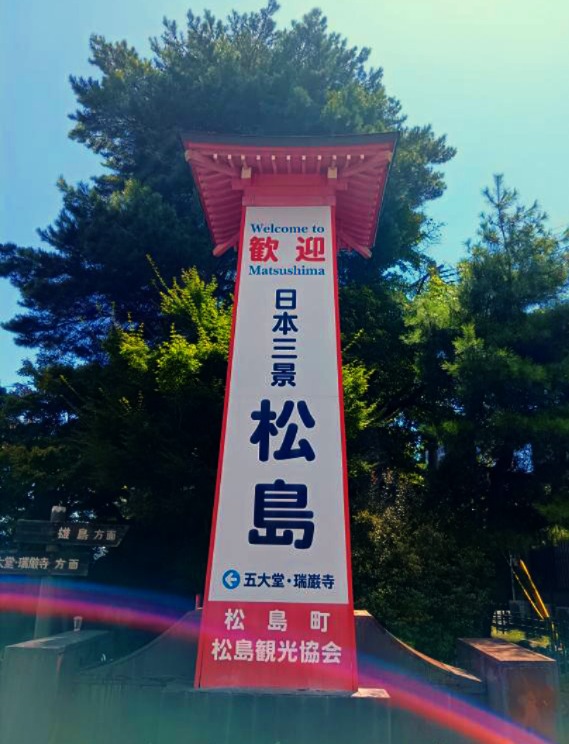 Welcome to
歓迎
Matsushima
日本三景
松島
五大堂・瑞巌寺
松島町
松島観光協会
雄島方面
大堂・瑞巌寺方面